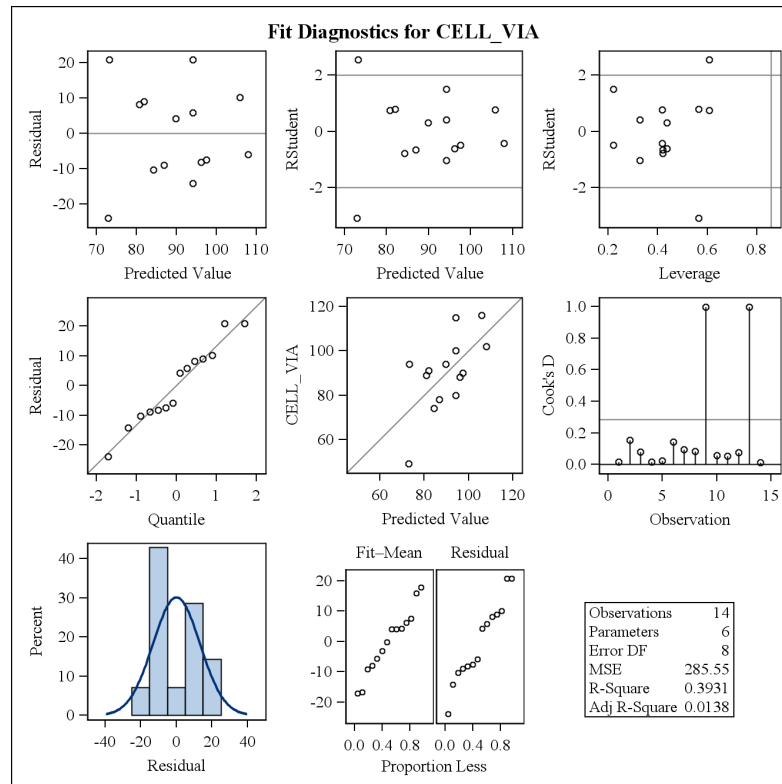 Fit Diagnostics for CELL_VIA
20
10
0
-10
-20
Residual
70 80 90 100 110
Predicted Value
2
0
-2
RStudent
70 80 90 100 110
Predicted Value
2
0
-2
RStudent
0.2 0.4 0.6 0.8
Leverage
20
10
0
-10
-20
Residual
-2 -1 0 1 2
Quantile
120
100
80
60
CELL_VIA
60 80 100 120
Predicted Value
1.0
0.8
0.6
0.4
0.2
0.0
Cook's D
0 5 10 15
Observation
40
30
20
10
0
Percent
-40 -20 0 20 40
Residual
Fit–Mean Residual
20
10
0
-10
-20
0.0 0.4 0.8 0.0 0.4 0.8
Proportion Less
Observations 14
Parameters 6
Error DF 8
MSE 285.55
R-Square 0.3931
Adj R-Square 0.0138